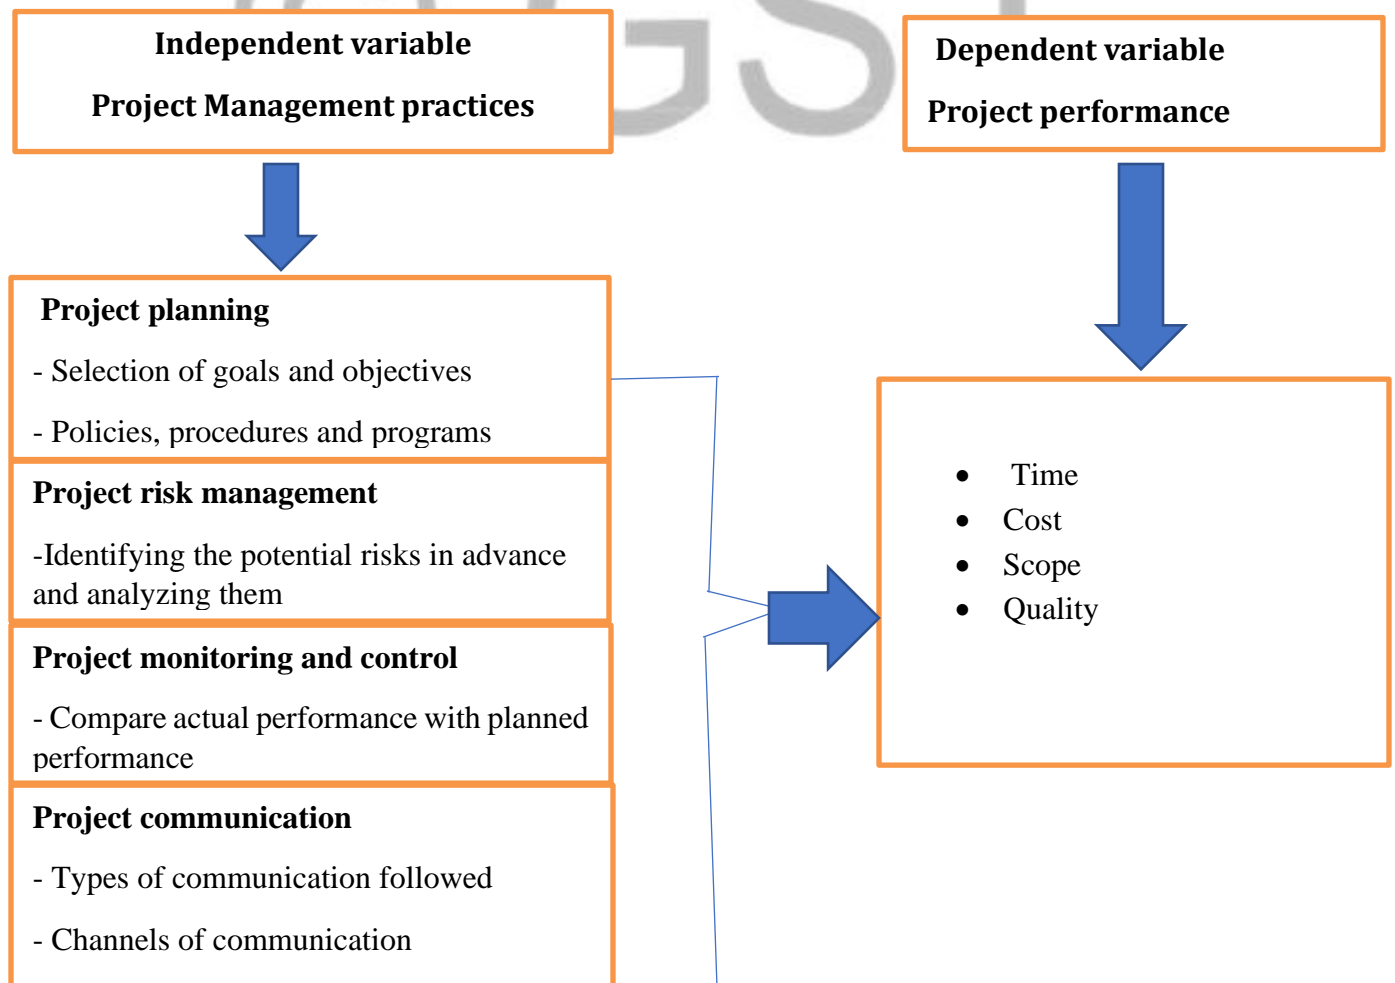 Independent variable
Project Management practices
Dependent variable
Project performance
Project planning
- Selection of goals and objectives
- Policies, procedures and programs
Project risk management
-Identifying the potential risks in advance
and analyzing them
Project monitoring and control
- Compare actual performance with planned
performance
Project communication
- Types of communication followed
- Channels of communication
• Time
• Cost
• Scope
• Quality